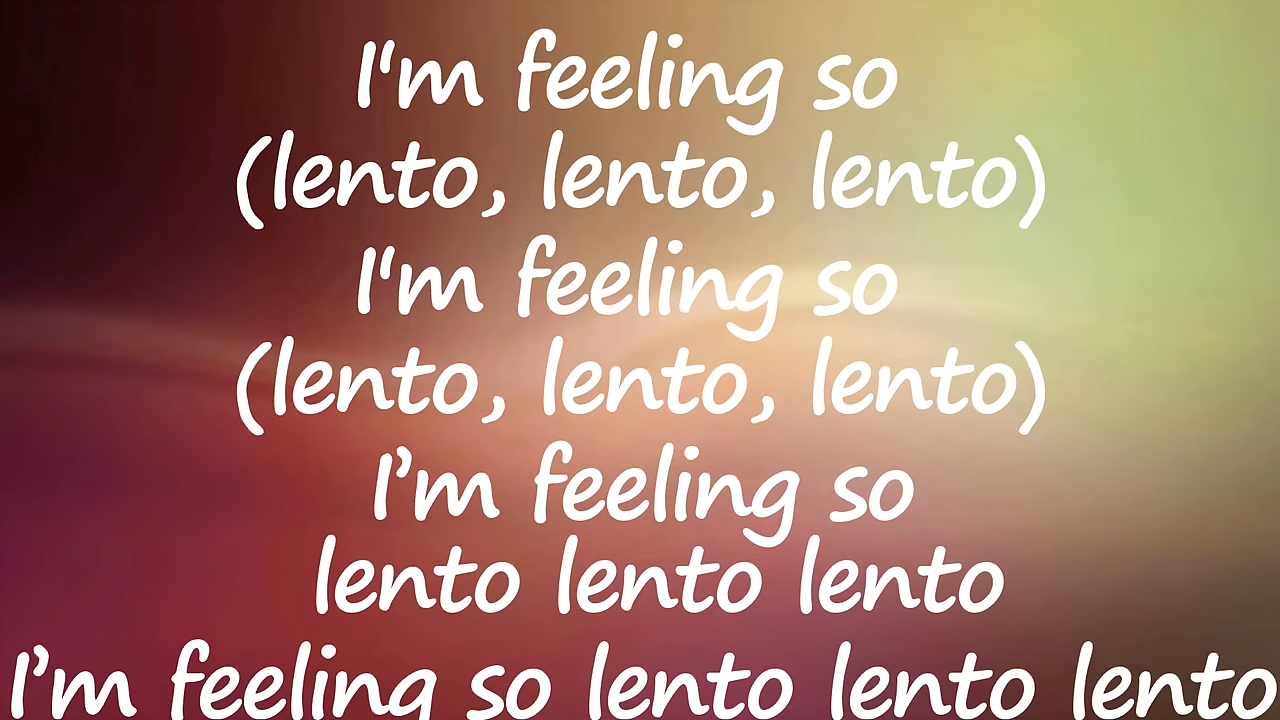 I'm feeling so
(lento, lento, lento)
I'm feeling so
(lento, lento, lento)
I’m feeling so
lento lento lento
I’m feeling so lento lento lento